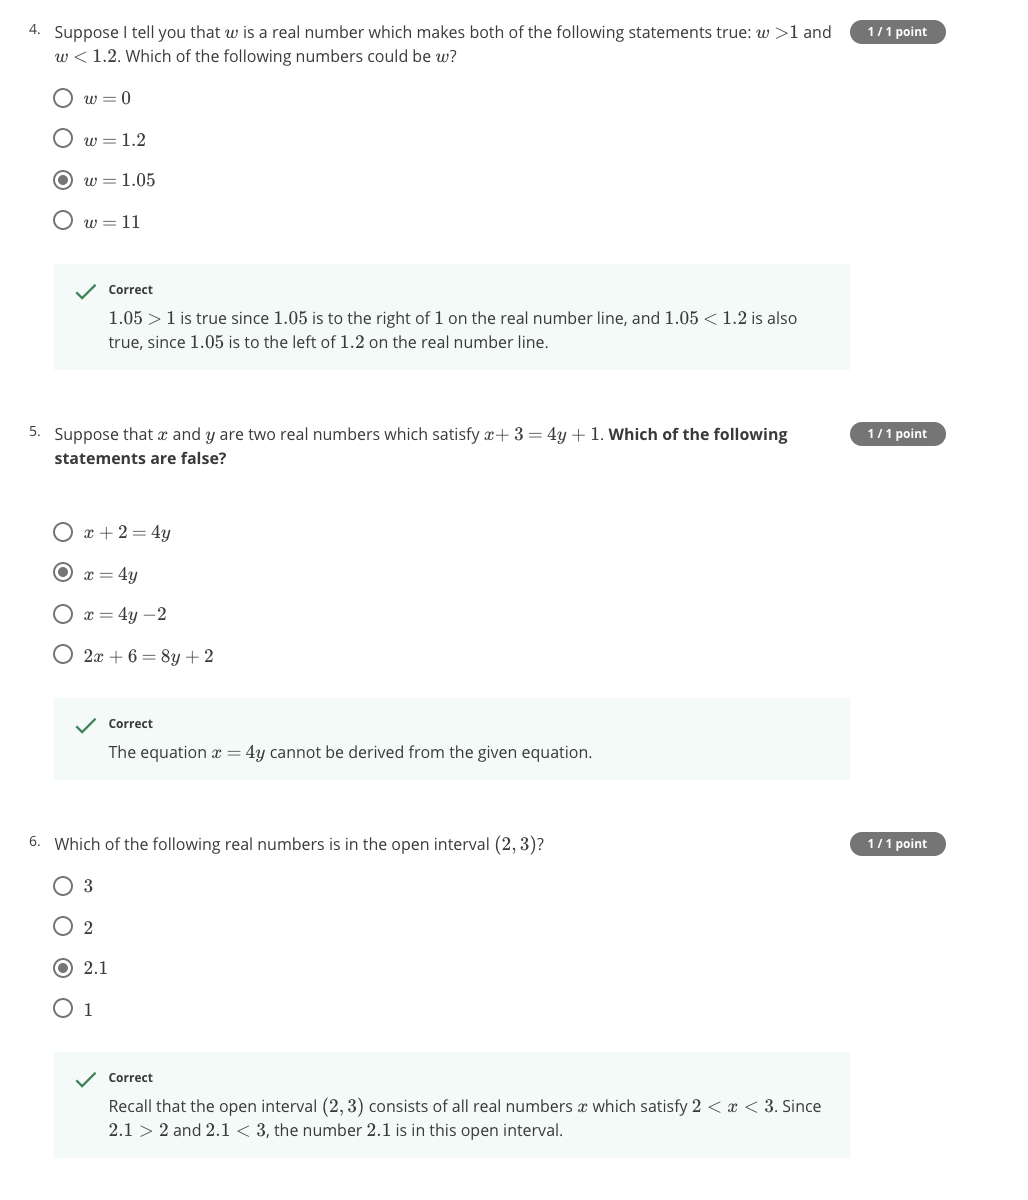 4. Suppose I tell you that w is a real number which makes both of the following statements true: w >1 and 1 / 1 point
w < 1.2. Which of the following numbers could be w?
w = 0
w = 1.2
w = 1.05
w = 11
Correct
1.05 > 1 is true since 1.05 is to the right of 1 on the real number line, and 1.05 < 1.2 is also
true, since 1.05 is to the left of 1.2 on the real number line.
5. Suppose that x and y are two real numbers which satisfy x+ 3 = 4y + 1. Which of the following 1 / 1 point
statements are false?
x + 2 = 4y
x = 4y
x = 4y −2
2x + 6 = 8y + 2
Correct
The equation x = 4y cannot be derived from the given equation.
6. Which of the following real numbers is in the open interval (2, 3)? 1 / 1 point
3
2
2.1
1
Correct
Recall that the open interval (2, 3) consists of all real numbers x which satisfy 2 < x < 3. Since
2.1 > 2 and 2.1 < 3, the number 2.1 is in this open interval.